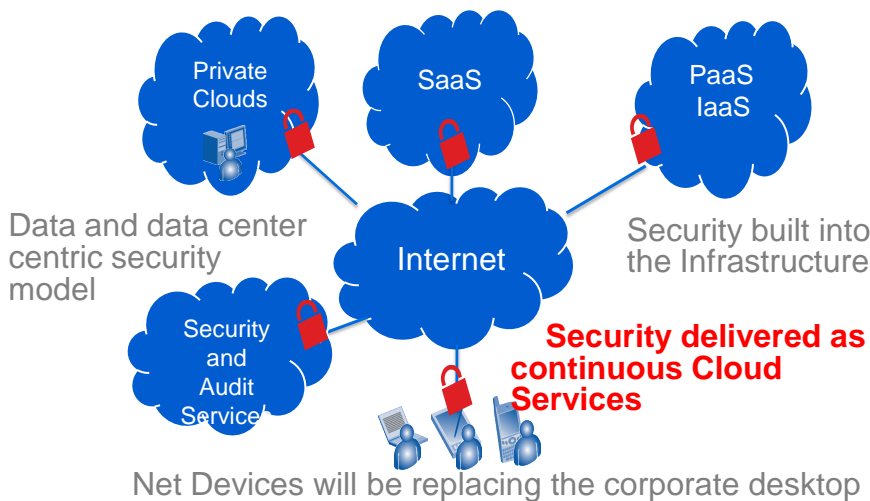 Private
Clouds
SaaS
PaaS
IaaS
Data and data center
centric security
model
Internet
Security built into
the Infrastructure
Security
and
Audit
Services
Security delivered as
continuous Cloud
Services
Net Devices will be replacing the corporate desktop